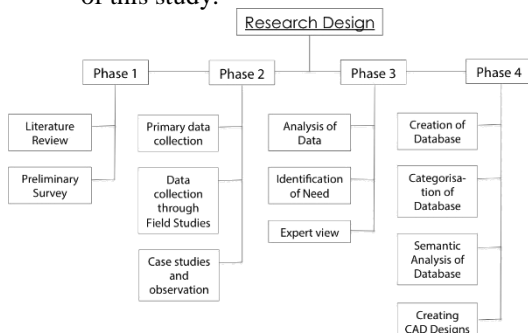 of this study.
Research Design
Phase 1
Phase 2
Phase 3
Phase 4
Literature
Review
Preliminary
Survey
Primary data
collection
Data
collection
through
Field Studies
Case studies
and
observation
Analysis of
Data
Identification
of Need
Expert view
Creation of
Database
Categorisa-
tion of
Database
Semantic
Analysis of
Database
Creating
CAD Designs